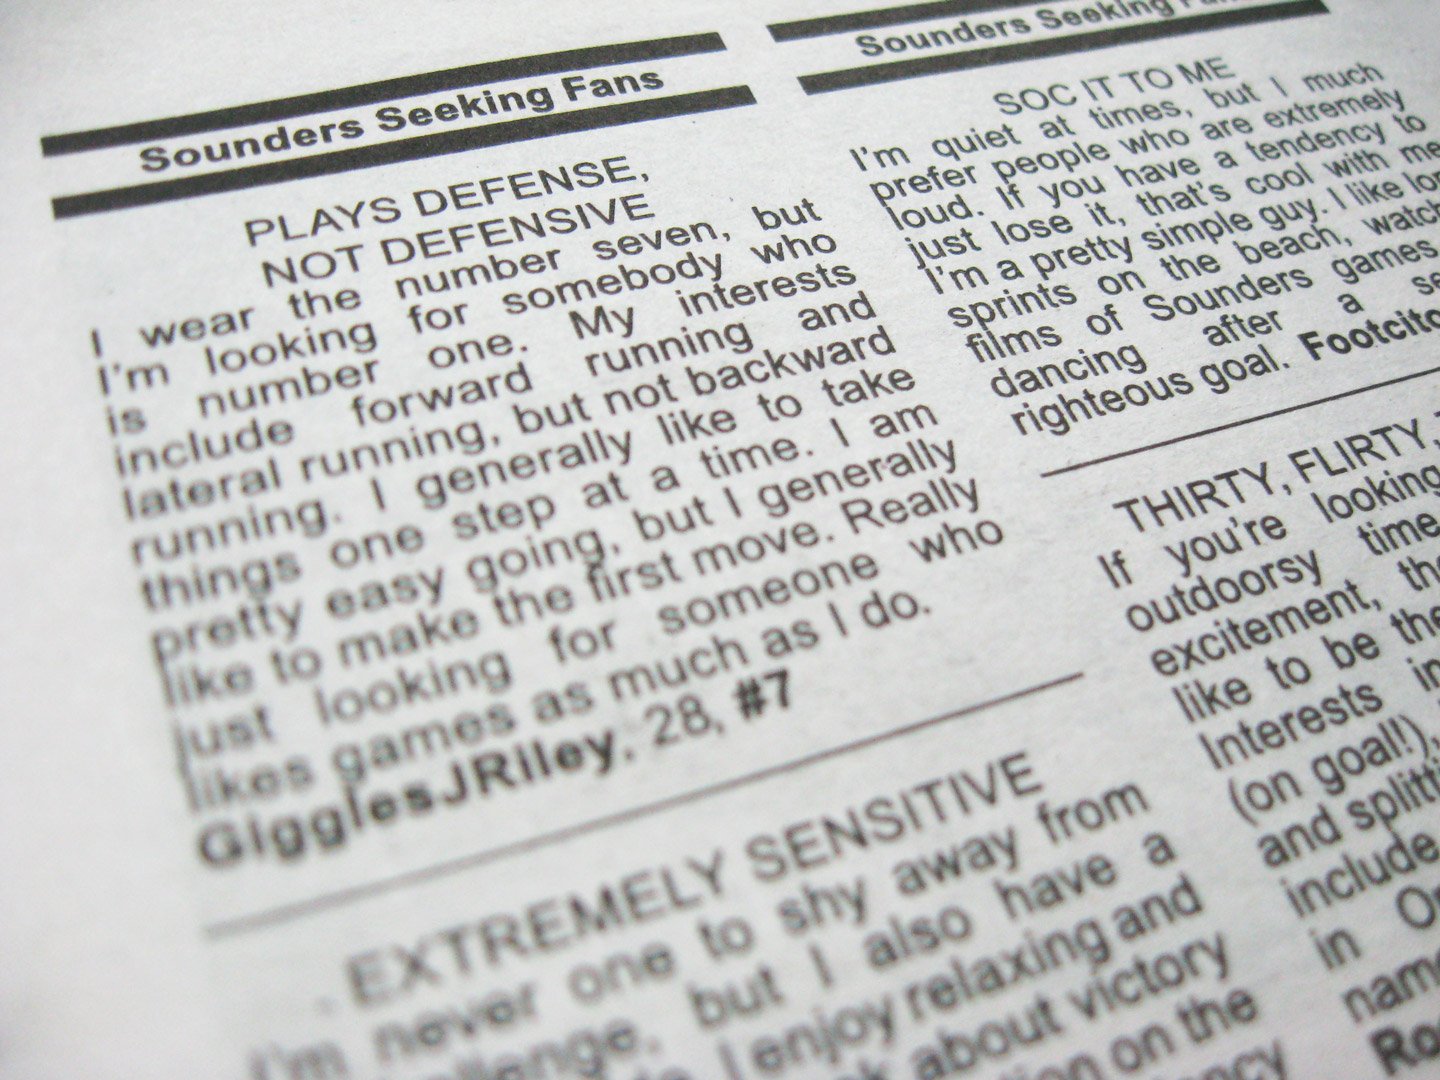 Sounders Seeking Fans
PLAYS DEFENSE,
NOT DEFENSIVE
I wear the number seven, but
I'm looking for somebody who
is number one. My interests
include forward running and
lateral running, but not backward
running. I generally like to take
things one step at a time. I am
pretty easy going, but I generally
like to make the first move. Really
just looking for someone who
likes games as much as I do.
GigglesJRiley, 28, #7
EXTREMELY SENSITIVE
I'm never one to shy away from
but I also have a
I enjoy relaxing and
about victory
on the
Sounders Seeking
SOC IT TO ME
I'm quiet at times, but I much
prefer people who are extremely
loud. If you have a tendency to
just lose it, that's cool with me
I'm a pretty simple guy. I like
sprints on the beach,
films of Sounders games
dancing after a
righteous goal.
THIRTY, FLIRTY,
If you're looking
outdoorsy time
excitement,
like to be the
Interests in
(on goal!),
and
include
in